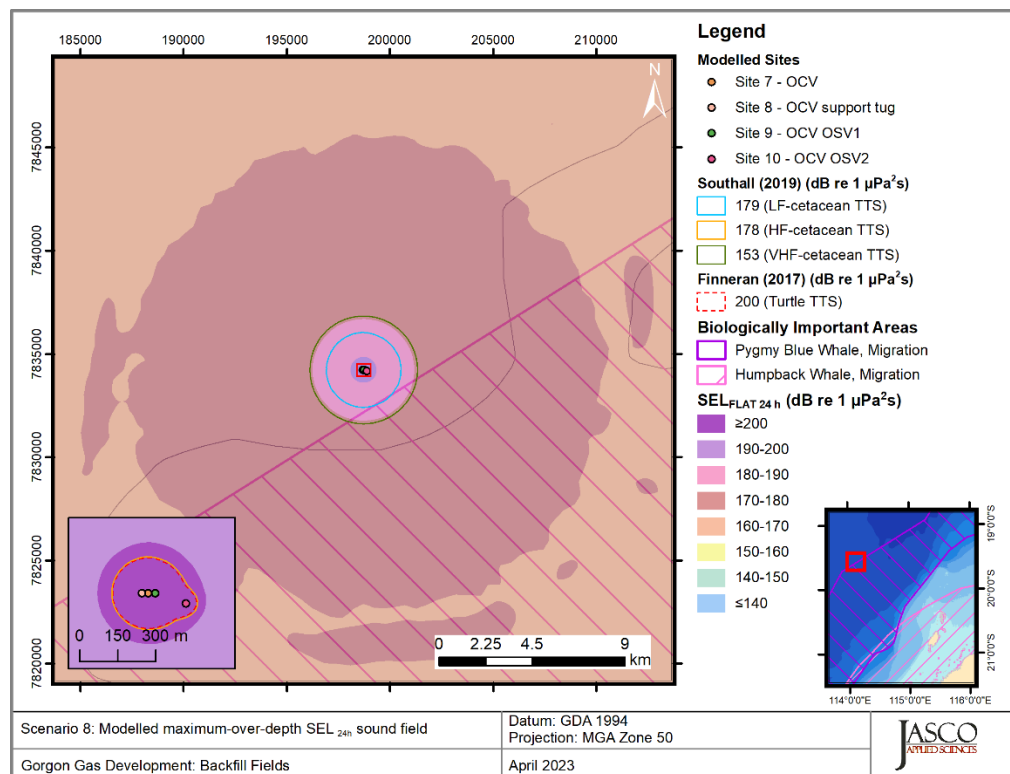 Legend
Modelled Sites
Site 7 - OCV
Site 8 - OCV support tug
Site 9 - OCV OSV1
Site 10 - OCV OSV2
Southall (2019) (dB re 1 µPa²s)
179 (LF-cetacean TTS)
178 (HF-cetacean TTS)
153 (VHF-cetacean TTS)
Finneran (2017) (dB re 1 µPa²s)
200 (Turtle TTS)
Biologically Important Areas
Pygmy Blue Whale, Migration
Humpback Whale, Migration
SEL FLAT 24 h (dB re 1 µPa²s)
≥200
190-200
180-190
170-180
160-170
150-160
140-150
≤140
185000 190000 195000 200000 205000 210000
N
7845000
7840000
7835000
7830000
7825000
7820000
0 150 300 m
0 2.25 4.5 9
km
19°0'0"S
20°0'0"S
21°0'0"S
114°0'0"E 115°0'0"E 116°0'0"E
Scenario 8: Modelled maximum-over-depth SEL 24h sound field
Datum: GDA 1994
Projection: MGA Zone 50
Gorgon Gas Development: Backfill Fields
April 2023
JASCO
APPLIED SCIENCES